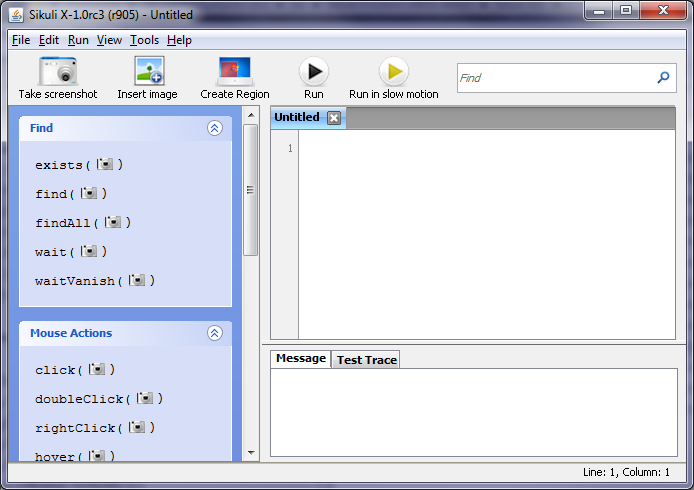 Sikuli X-1.0rc3 (r905) - Untitled
File Edit Run View Tools Help
Take screenshot Insert image Create Region Run Run in slow motion Find
Find
exists( )
find( )
findAll( )
wait( )
waitVanish( )
Mouse Actions
click( )
doubleClick( )
rightClick( )
hover( )
Untitled
1
Message Test Trace
Line: 1, Column: 1